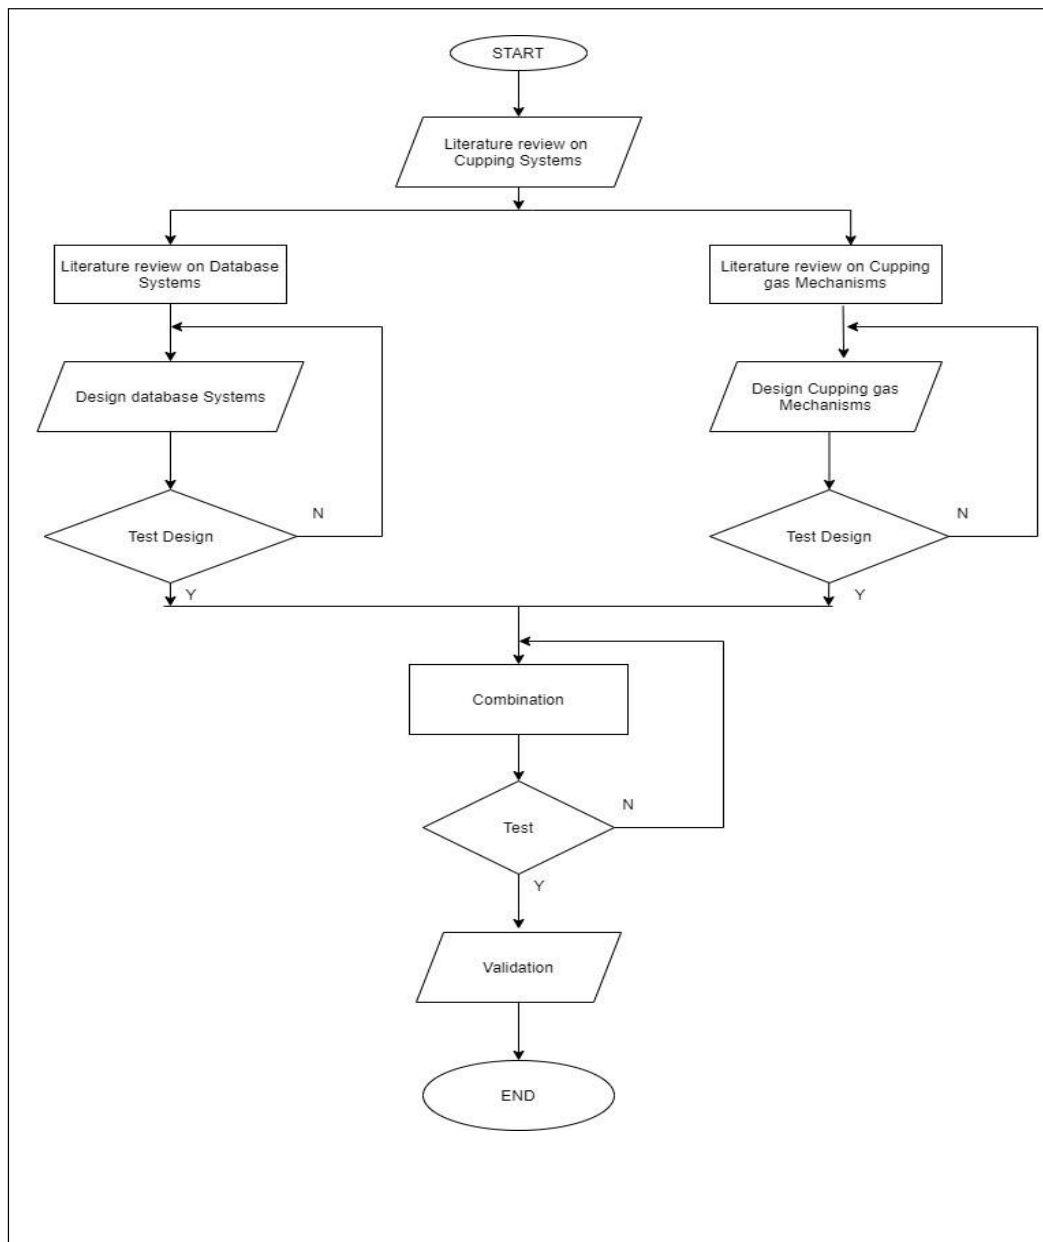 START
Literature review on
Cupping Systems
Literature review on Database
Systems
Literature review on Cupping
gas Mechanisms
Design database Systems
Design Cupping gas
Mechanisms
Test Design
N
Test Design
N
Y
Y
Combination
Test
N
Y
Validation
END